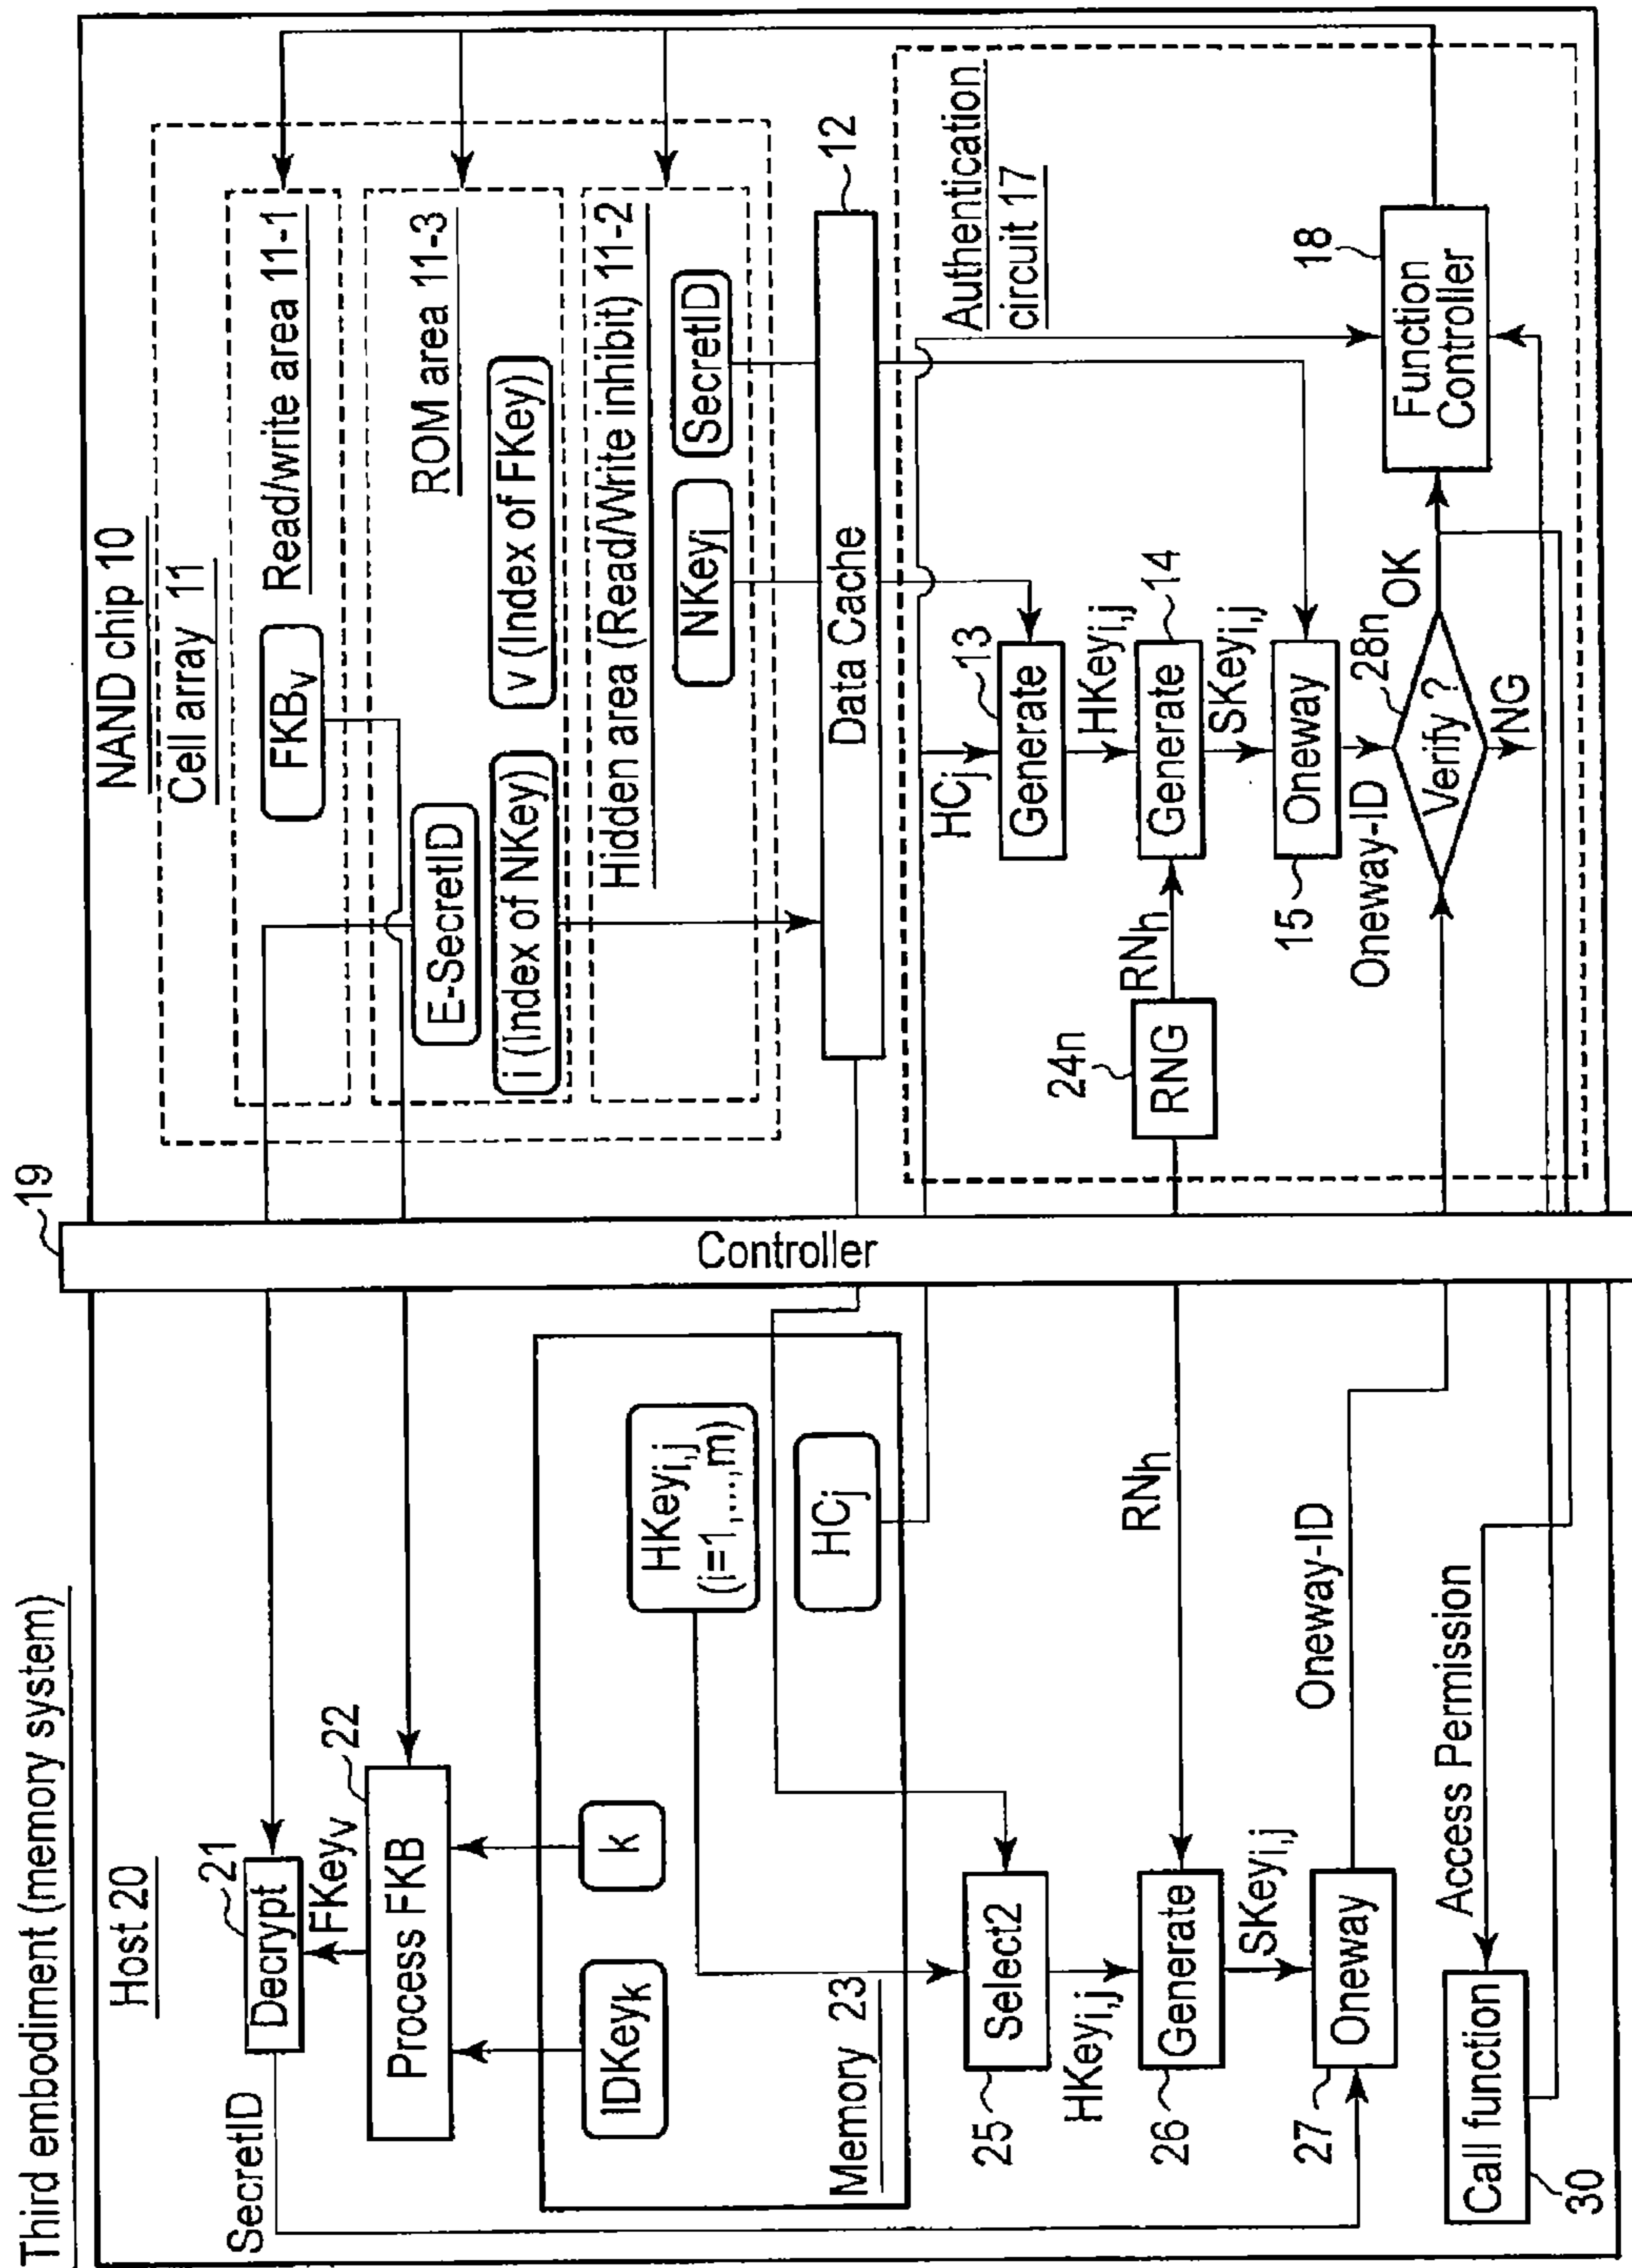 Third embodiment (memory system)
Host 20
SecretID
21
Decrypt
FKeyv
22
Process FKB
IDKeyk
k
HKeyi,j
(i=1,...,m)
HCj
Memory 23
25
Select2
HKeyi,j
26
Generate
RNh
SKeyi,j
27
Oneway
Oneway-ID
Access Permission
Call function
30
19
Controller
NAND chip 10
Cell array 11
FKBv
Read/write area 11-1
E-SecretID
ROM area 11-3
i (Index of NKey)
v (Index of FKey)
Hidden area (Read/Write inhibit) 11-2
NKeyi
SecretID
Data Cache
12
Authentication
circuit 17
HCj
13
Generate
HKeyi,j
24n
RNG
RNh
Generate
14
SKeyi,j
15
Oneway
Oneway-ID
28n
Verify ?
OK
NG
18
Function
Controller